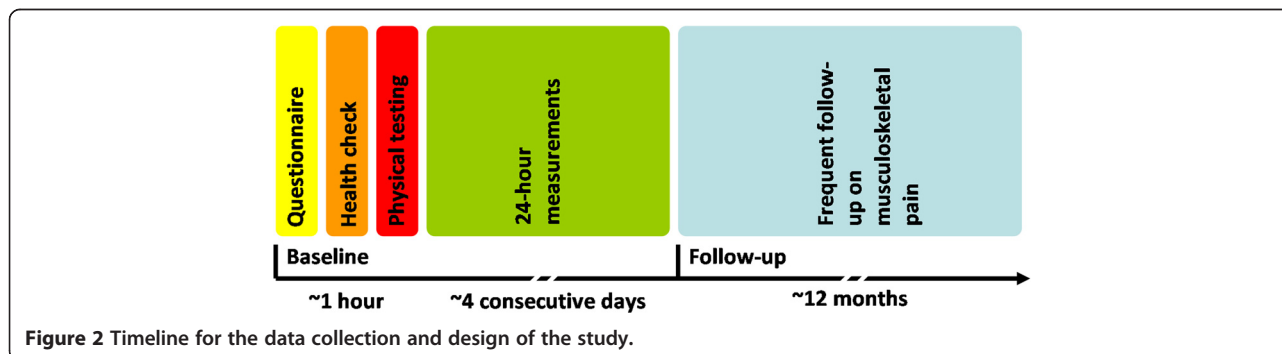 Questionnaire
Health check
Physical testing
24-hour
measurements
Frequent follow-
up on
musculoskeletal
pain
Baseline
Follow-up
~1 hour
~4 consecutive days
~12 months
Figure 2 Timeline for the data collection and design of the study.